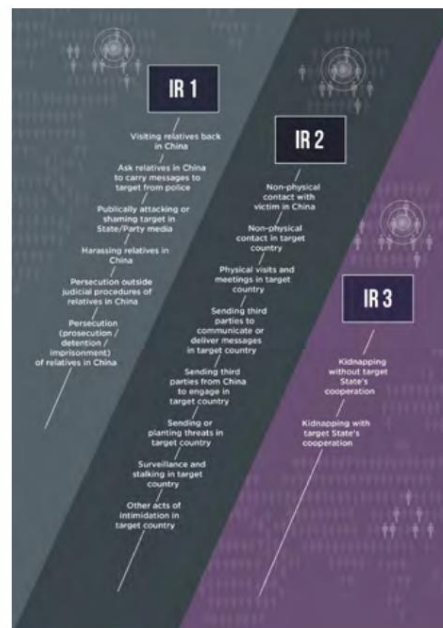 IR 1
Visiting relatives back
in China
Ask relatives in China
to carry messages to
target from police
Publically attacking or
shaming target in
State/Party media
Harassing relatives in
China
Persecution outside
judicial procedures of
relatives in China
Persecution
(prosecution /
detention /
imprisonment)
of relatives in China
IR 2
Non-physical
contact with
victim in China
Non-physical
contact in target
country
Physical visits and
meetings in target
country
Sending third
parties to
communicate or
deliver messages
in target country
Sending third
parties from China
to engage in
target country
Sending or
planting threats in
target country
Surveillance and
stalking in target
country
Other acts of
intimidation in
target country
IR 3
Kidnapping
without target
State's
cooperation
Kidnapping with
target State's
cooperation